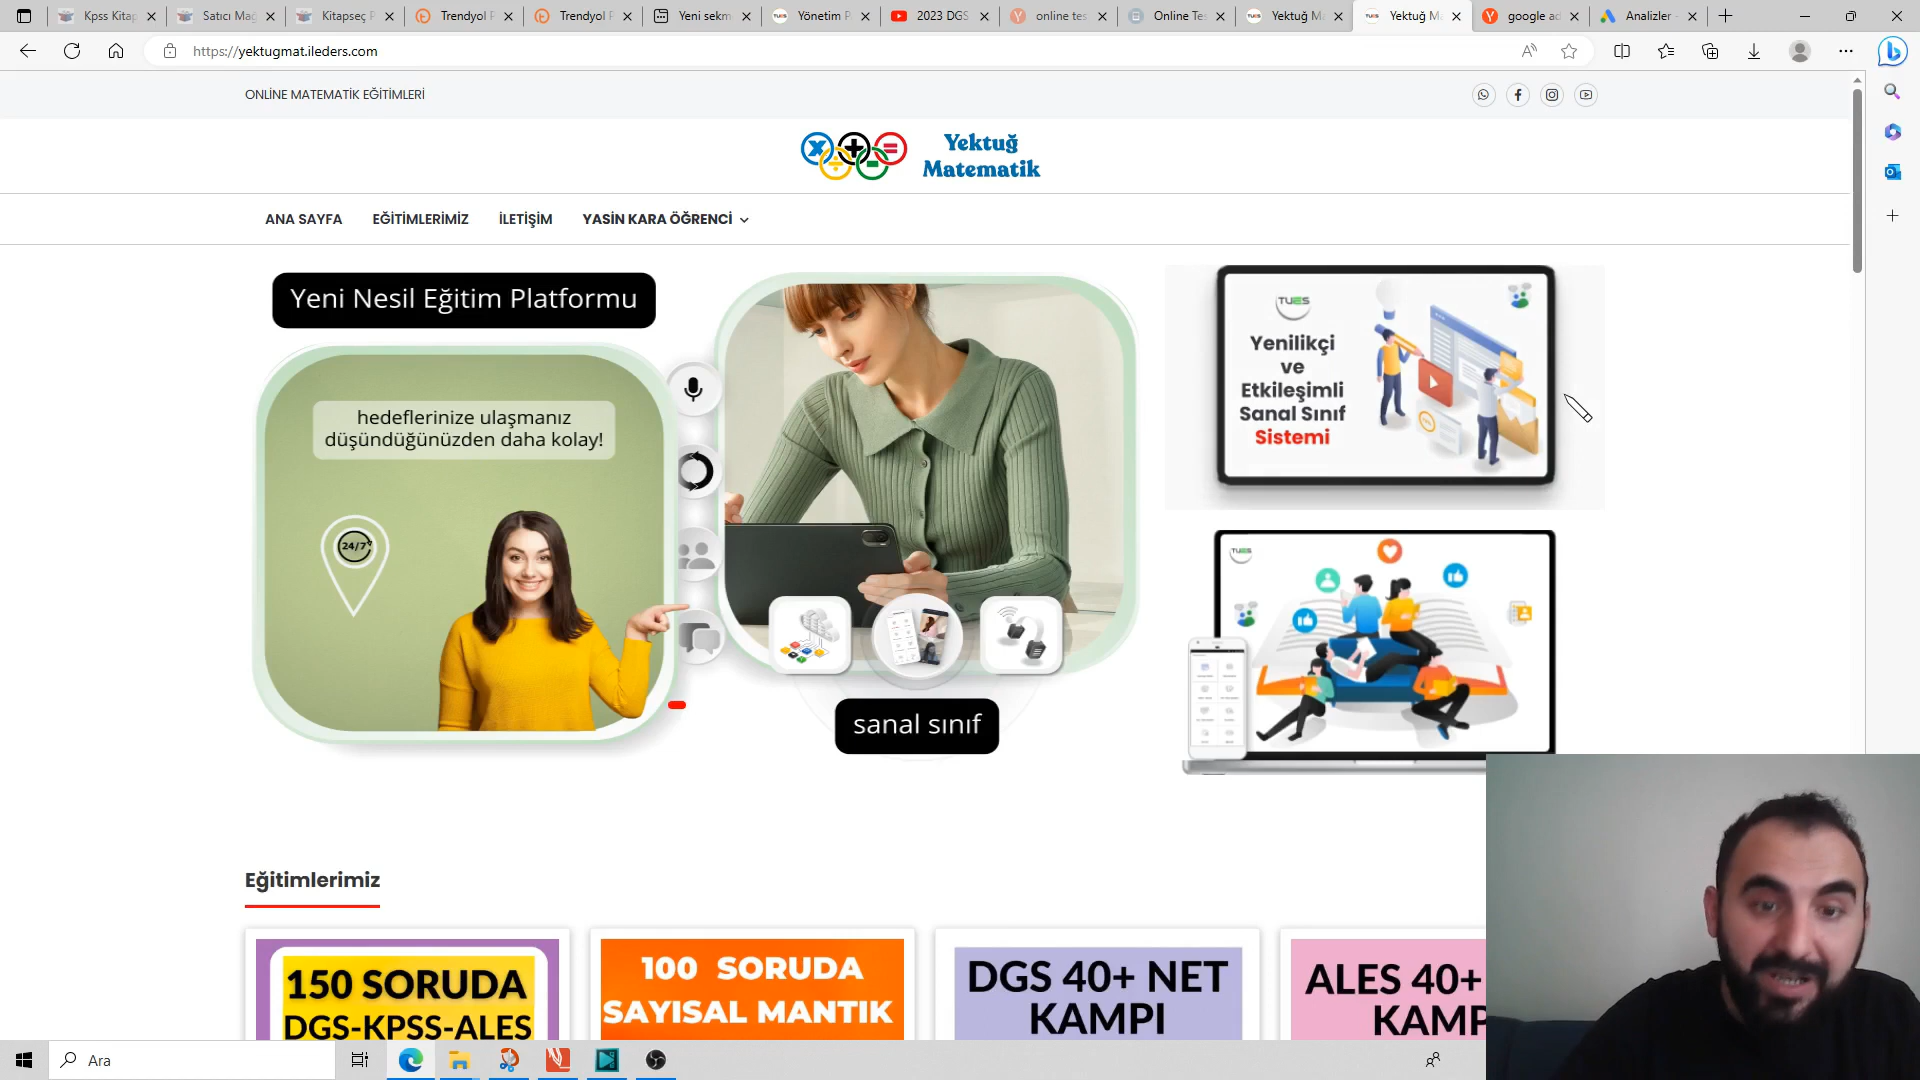 Kpss Kitap
Satıcı Mağ
Kitapseç P
Trendyol P
Trendyol P
Yeni sekm
Yönetim P
2023 DGS
online tes
Online Te
Yektuğ M
Yektuğ M
google ad
Analizler -
https://yektugmat.ileders.com
ONLİNE MATEMATİK EĞİTİMLERİ
Yektuğ
Matematik
ANA SAYFA
EĞİTİMLERİMİZ
İLETİŞİM
YASİN KARA ÖĞRENCİ
Yeni Nesil Eğitim Platformu
hedeflerinize ulaşmanız
düşündüğünüzden daha kolay!
24/7
sanal sınıf
TUES
Yenilikçi
ve
Etkileşimli
Sanal Sınıf
Sistemi
TUES
Eğitimlerimiz
150 SORUDA
DGS-KPSS-ALES
100 SORUDA
SAYISAL MANTIK
DGS 40+ NET
KAMPI
ALES 40+
KAMP
Ara